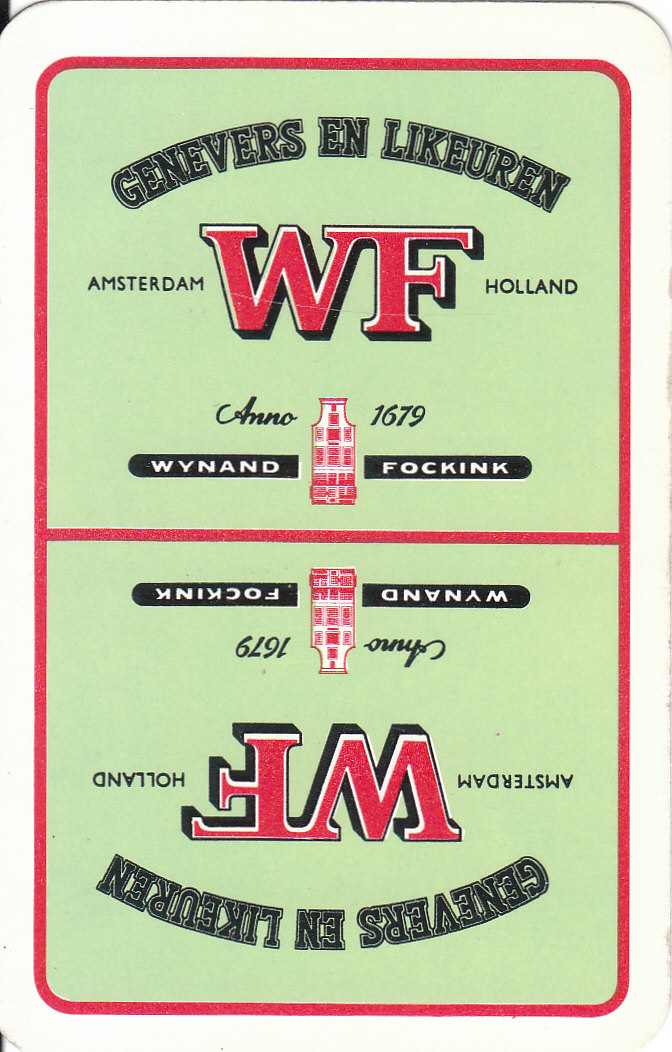 GENEVERS EN LIKEUREN
AMSTERDAM WF HOLLAND
Anno 1679
WYNAND FOCKINK
WYNAND FOCKINK
Anno 1679
AMSTERDAM WF HOLLAND
GENEVERS EN LIKEUREN